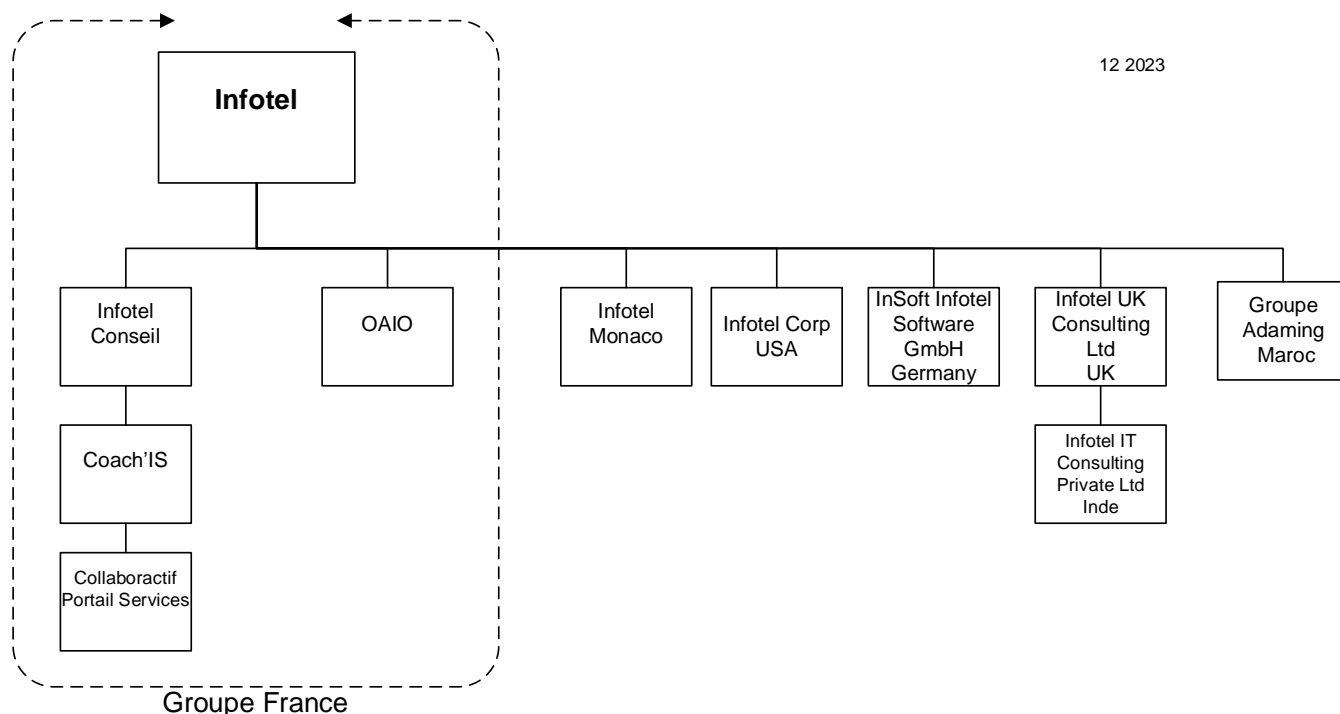 12 2023
Infotel
Infotel
Conseil
OAIO
Infotel
Monaco
Infotel Corp
USA
InSoft Infotel
Software
GmbH
Germany
Infotel UK
Consulting
Ltd
UK
Groupe
Adaming
Maroc
Coach'IS
Infotel IT
Consulting
Private Ltd
Inde
Collaboractif
Portail Services
Groupe France